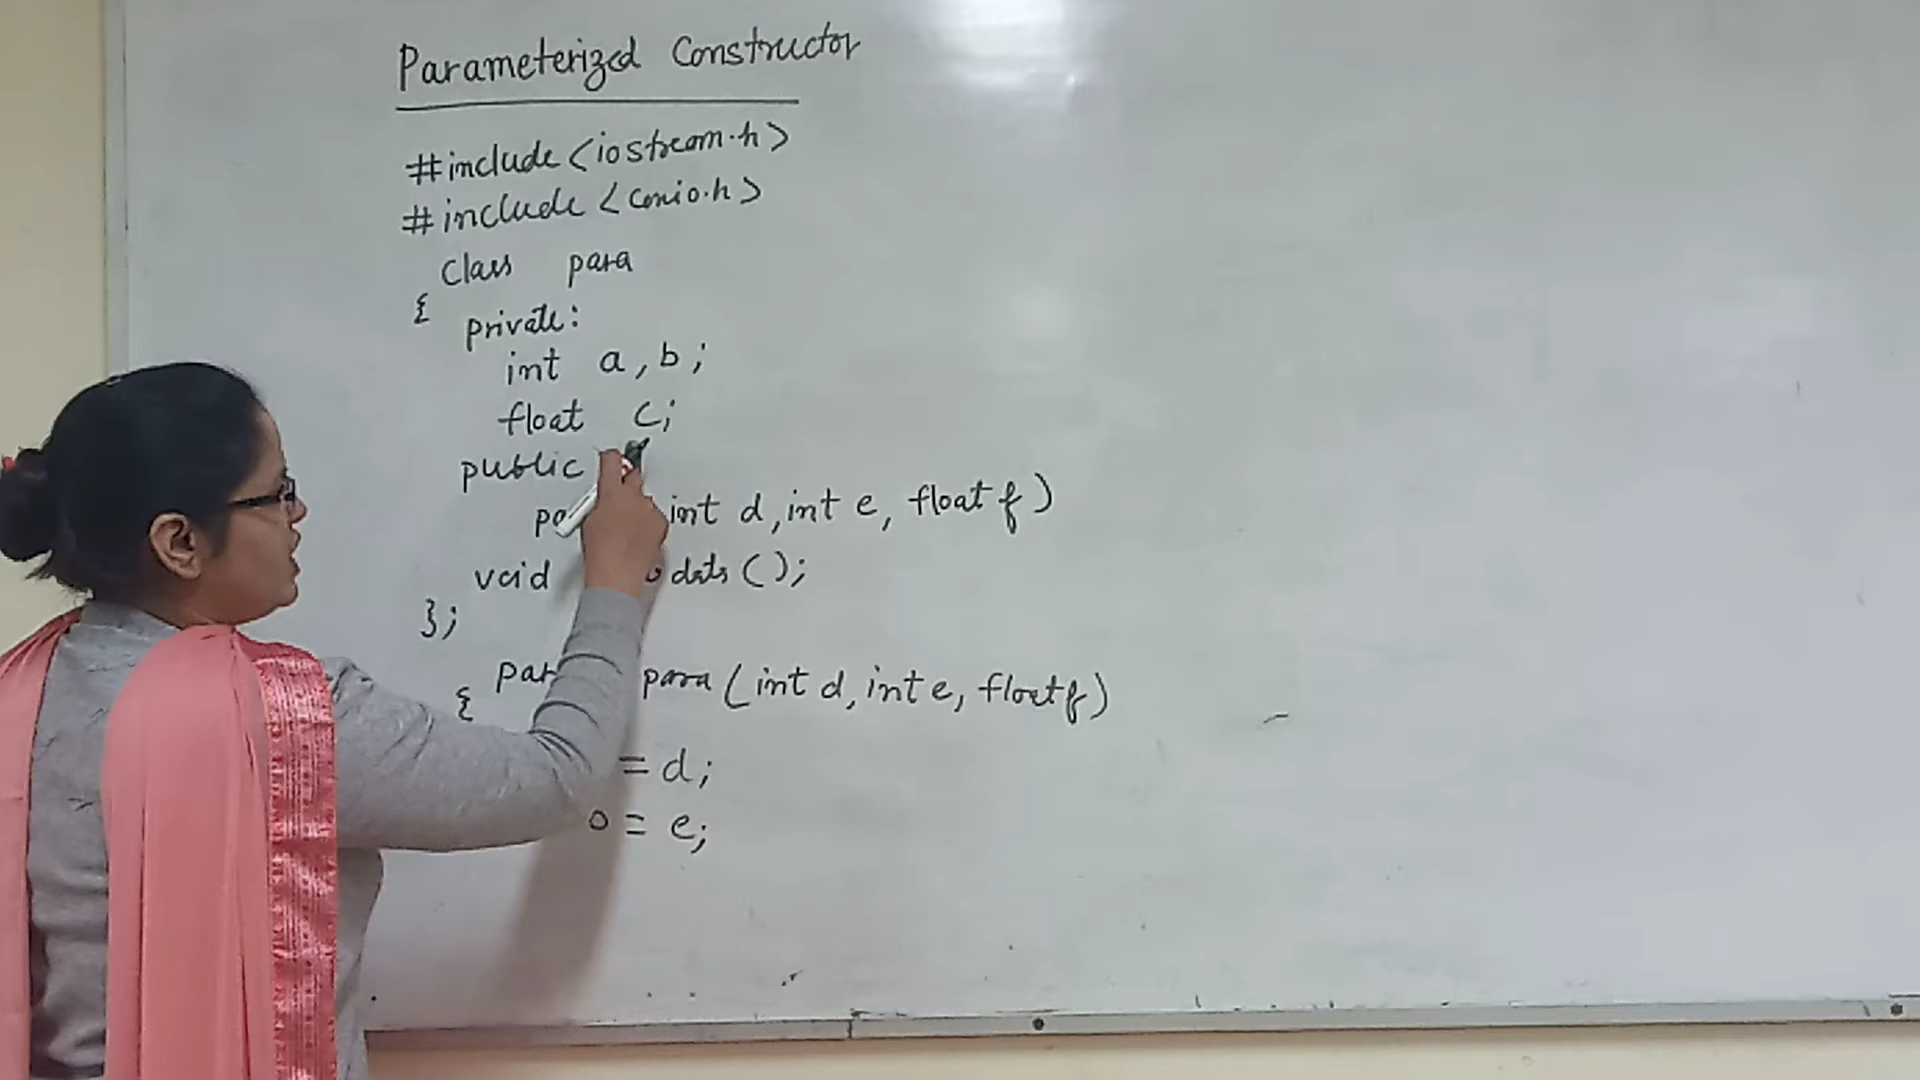 Parameterized Constructor
#include <iostream.h>
#include <conio.h>
Class para
{
private:
int a, b;
float c;
public
int d, int e, float f)
void data();
};
{ para (int d, int e, float f)
= d;
= e;